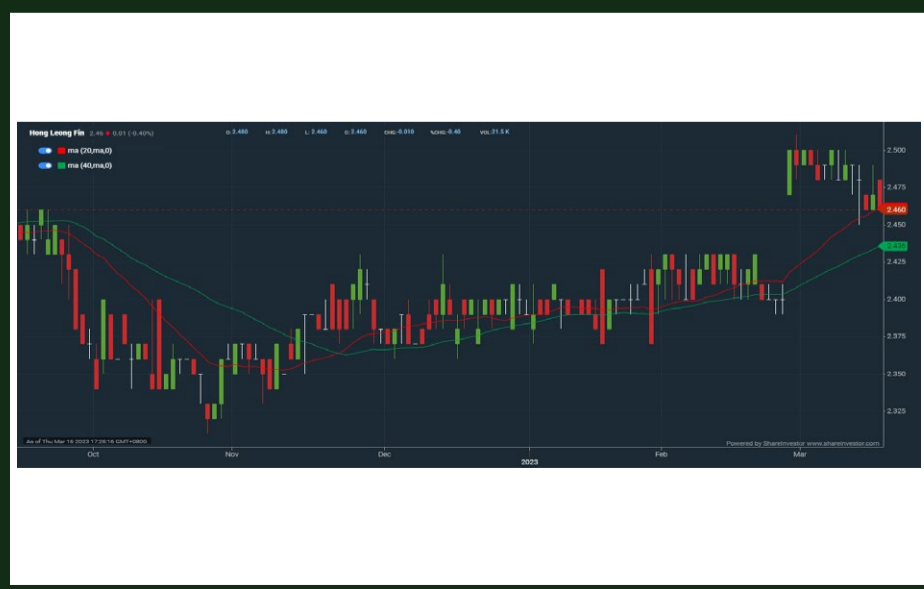 Hong Leong Fin 2.46 0.01 (-0.40%) O: 2.480 H: 2.480 L: 2.460 C: 2.460 CHG:-0.010 %CHG:-0.40 VOL:21.5 K
ma (20,ma,0)
ma (40,ma,0)
2.500
2.475
2.460
2.450
2.435
2.425
2.400
2.375
2.350
2.325
As of Thu Mar 16 2023 17:26:16 GMT+0800
Powered by ShareInvestor www.shareinvestor.com
Oct Nov Dec 2023 Feb Mar